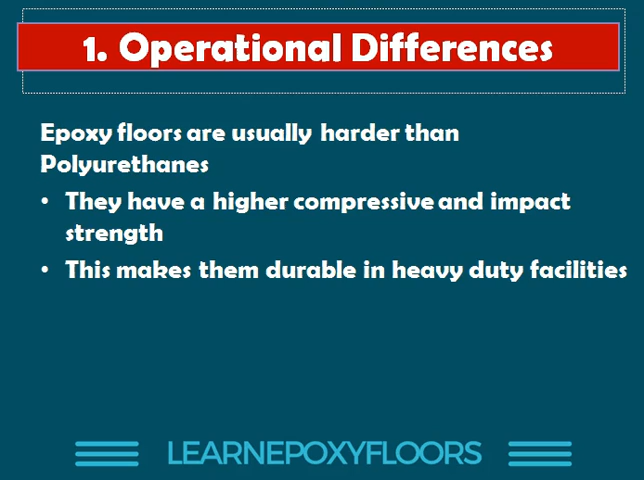 1. Operational Differences
Epoxy floors are usually harder than
Polyurethanes
• They have a higher compressive and impact
strength
• This makes them durable in heavy duty facilities
LEARNEPOXYFLOORS